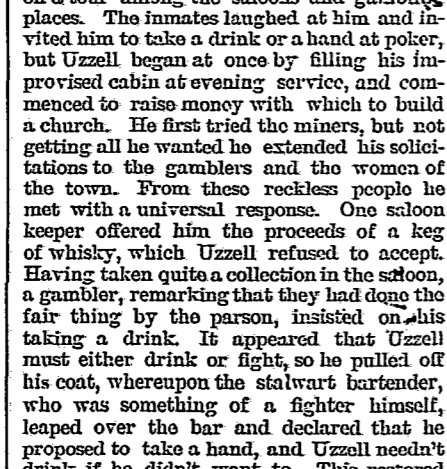 on a tour among the saloons and gambling
places. The inmates laughed at him and in-
vited him to take a drink or a hand at poker,
but Uzzell began at once by filling his im-
provised cabin at evening service, and com-
menced to raise money with which to build
a church. He first tried the miners, but not
getting all he wanted he extended his solici-
tations to the gamblers and the women of
the town. From these reckless people he
met with a universal response. One saloon
keeper offered him the proceeds of a keg
of whisky, which Uzzell refused to accept.
Having taken quite a collection in the saloon,
a gambler, remarking that they had done the
fair thing by the parson, insisted on his
taking a drink. It appeared that Uzzell
must either drink or fight, so he pulled off
his coat, whereupon the stalwart bartender,
who was something of a fighter himself,
leaped over the bar and declared that he
proposed to take a hand, and Uzzell needn't
drink if he didn't want to. This